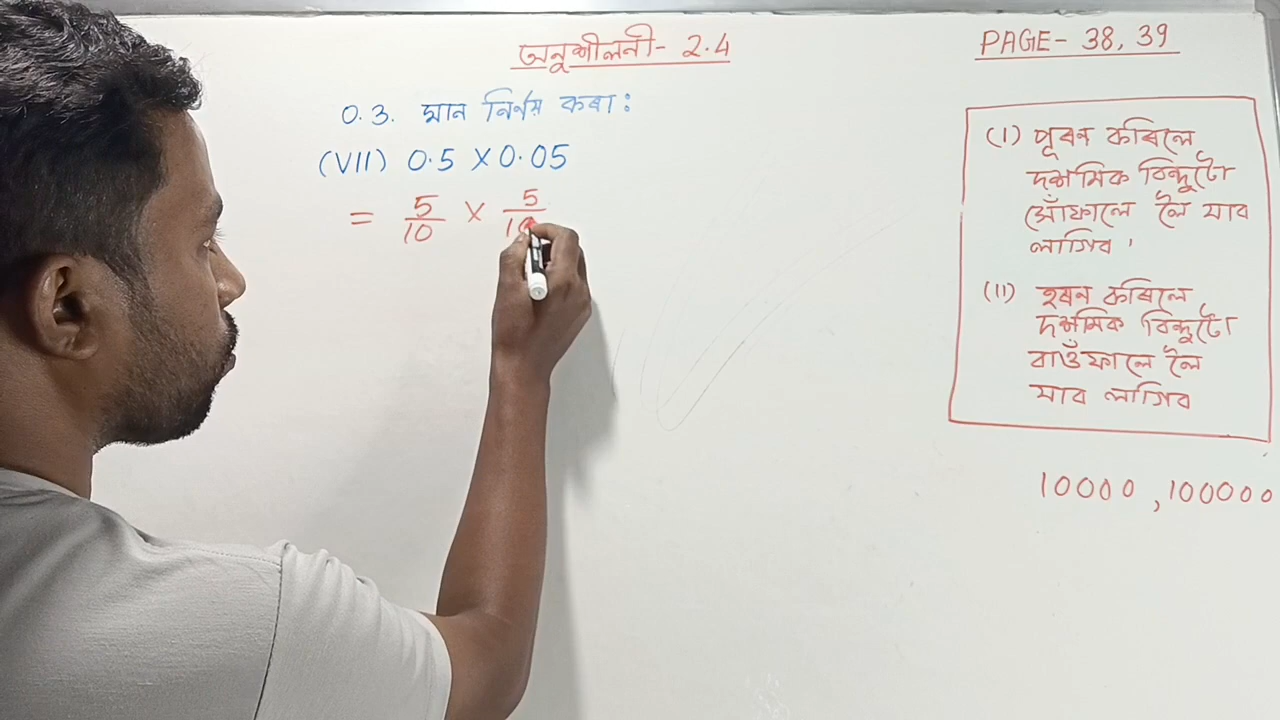 অনুশীলনী- 2.4
PAGE- 38, 39
0.3. মান নিৰ্ণয় কৰা :
(VII) 0.5 X 0.05
= 5/10 X 5/10
(I) পূৰণ কৰিলে
দশমিক বিন্দুটো
সোঁফালে লৈ যাব
লাগিব ।
(II) হৰণ কৰিলে
দশমিক বিন্দুটো
বাওঁফালে লৈ
যাব লাগিব
10000 , 100000